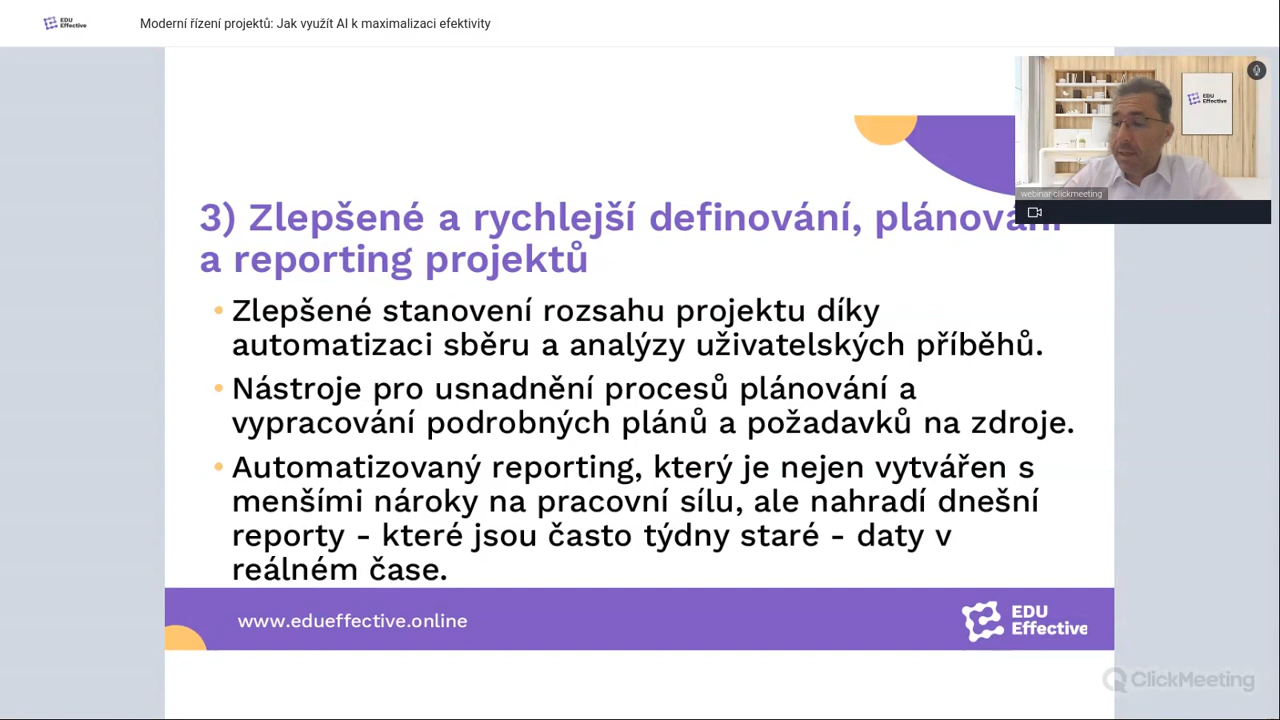 EDU
Effective
Moderní řízení projektů: Jak využít AI k maximalizaci efektivity
EDU
Effective
webinar clickmeeting
3) Zlepšené a rychlejší definování, plánování
a reporting projektů
• Zlepšené stanovení rozsahu projektu díky
automatizaci sběru a analýzy uživatelských příběhů.
• Nástroje pro usnadnění procesů plánování a
vypracování podrobných plánů a požadavků na zdroje.
• Automatizovaný reporting, který je nejen vytvářen s
menšími nároky na pracovní sílu, ale nahradí dnešní
reporty - které jsou často týdny staré - daty v
reálném čase.
www.edueffective.online
EDU
Effective
ClickMeeting